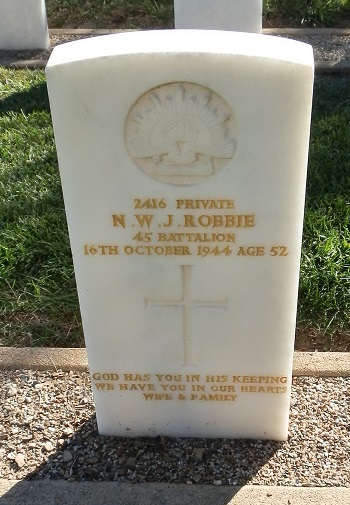 2416 PRIVATE
N. W. J. ROBBIE
45 BATTALION
16TH OCTOBER 1944 AGE 52
GOD HAS YOU IN HIS KEEPING
WE HAVE YOU IN OUR HEARTS
WIFE & FAMILY